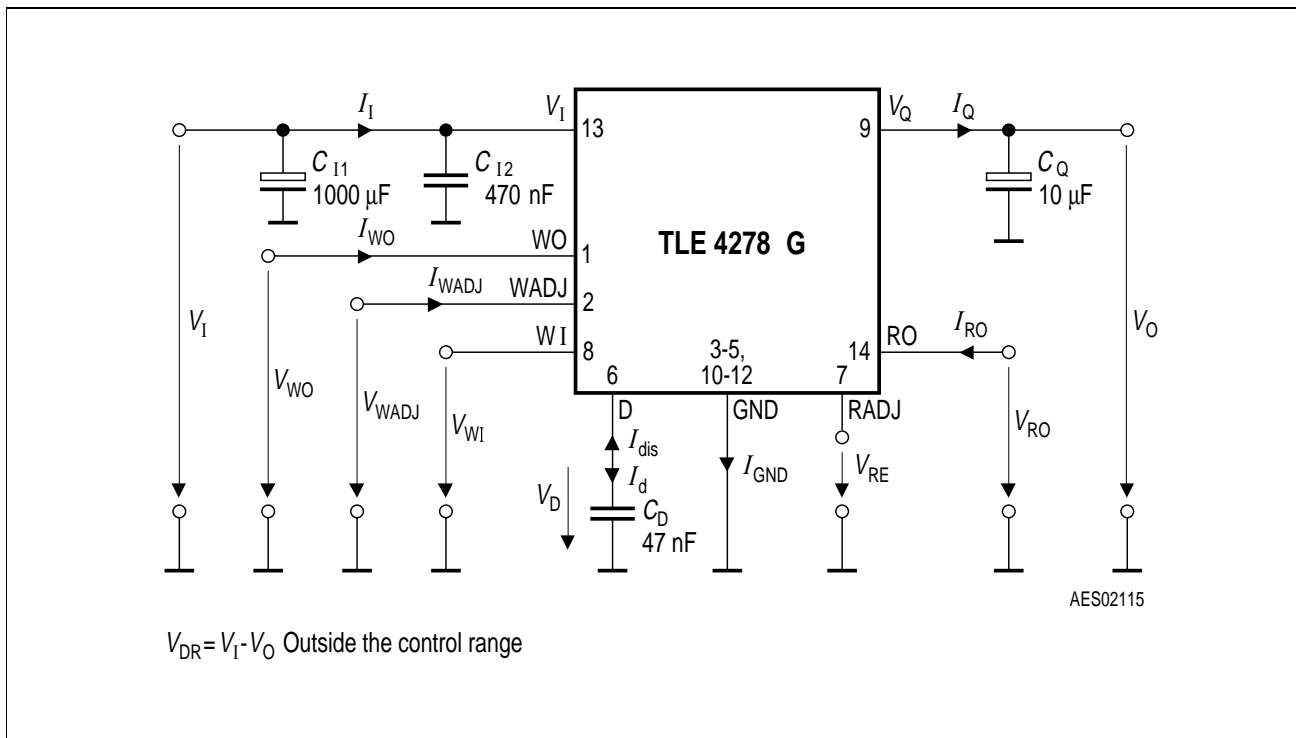 I_I V_I V_Q I_Q
13 9
C_I1 C_I2 C_Q
1000 µF 470 nF 10 µF
I_WO WO 1 TLE 4278 G
I_WADJ WADJ 2
WI 8 3-5, 14 RO I_RO
10-12
6 7
D GND RADJ
V_I V_WO V_WADJ V_WI V_RO V_O
I_dis
V_D I_d I_GND V_RE
C_D
47 nF
AES02115
V_DR = V_I - V_O Outside the control range